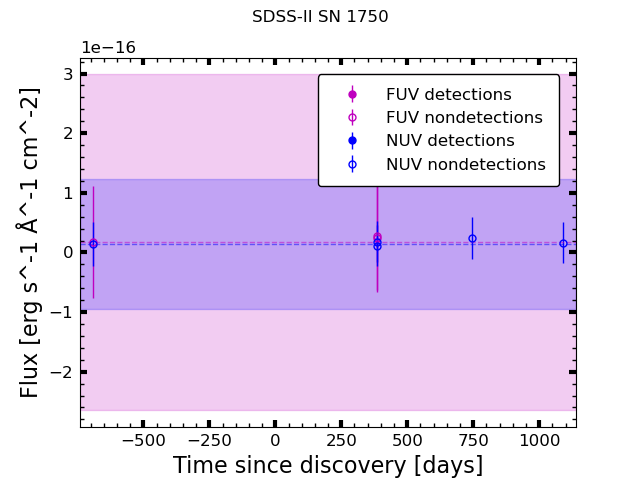 SDSS-II SN 1750
1e−16
FUV detections
FUV nondetections
NUV detections
NUV nondetections
3
2
1
0
−1
−2
Flux [erg s^-1 Å^-1 cm^-2]
−500 −250 0 250 500 750 1000
Time since discovery [days]